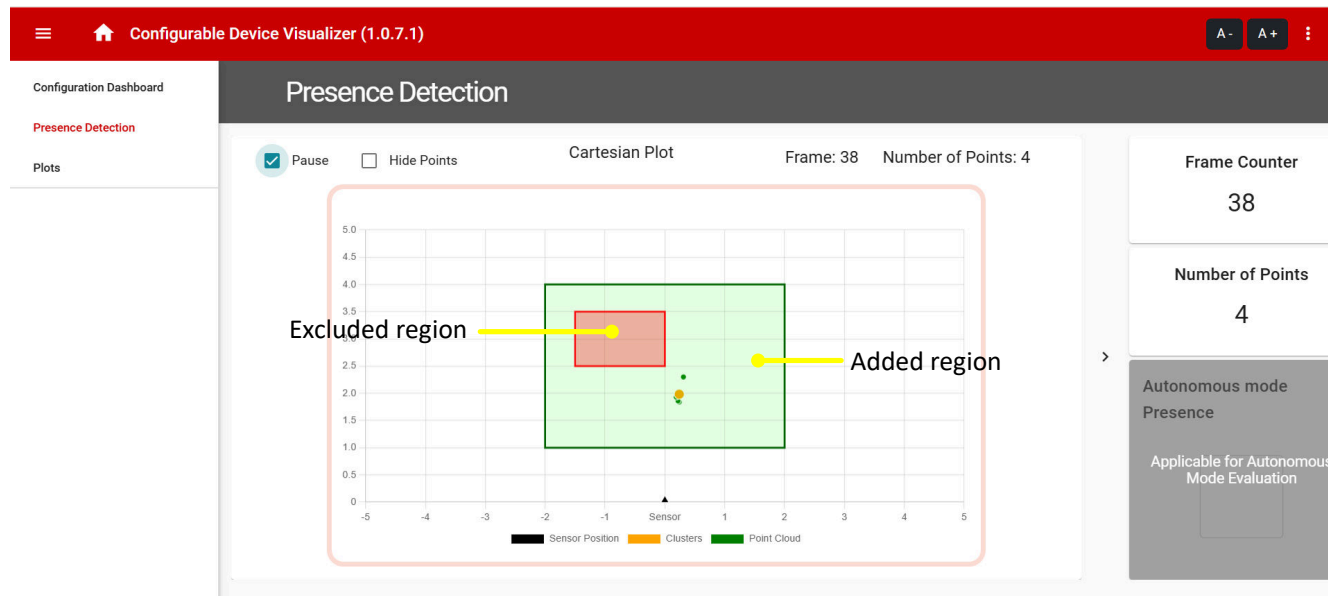 Configurable Device Visualizer (1.0.7.1)
A -
A +
Configuration Dashboard
Presence Detection
Plots
Presence Detection
Pause
Hide Points
Cartesian Plot
Frame: 38
Number of Points: 4
5.0
4.5
4.0
3.5
3.0
2.5
2.0
1.5
1.0
0.5
0
-5
-4
-3
-2
-1
Sensor
1
2
3
4
5
Excluded region
Added region
Sensor Position
Clusters
Point Cloud
Frame Counter
38
Number of Points
4
Autonomous mode
Presence
Applicable for Autonomous
Mode Evaluation